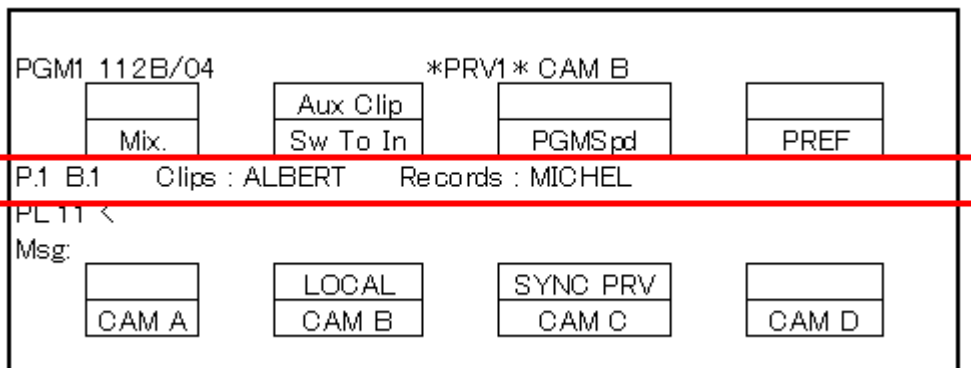 PGM1 112B/04 *PRV1* CAM B
Aux Clip
Mix. Sw To In PGMSpd PREF
P.1 B.1 Clips : ALBERT Records : MICHEL
PL 11 <
Msg:
LOCAL SYNC PRV
CAM A CAM B CAM C CAM D